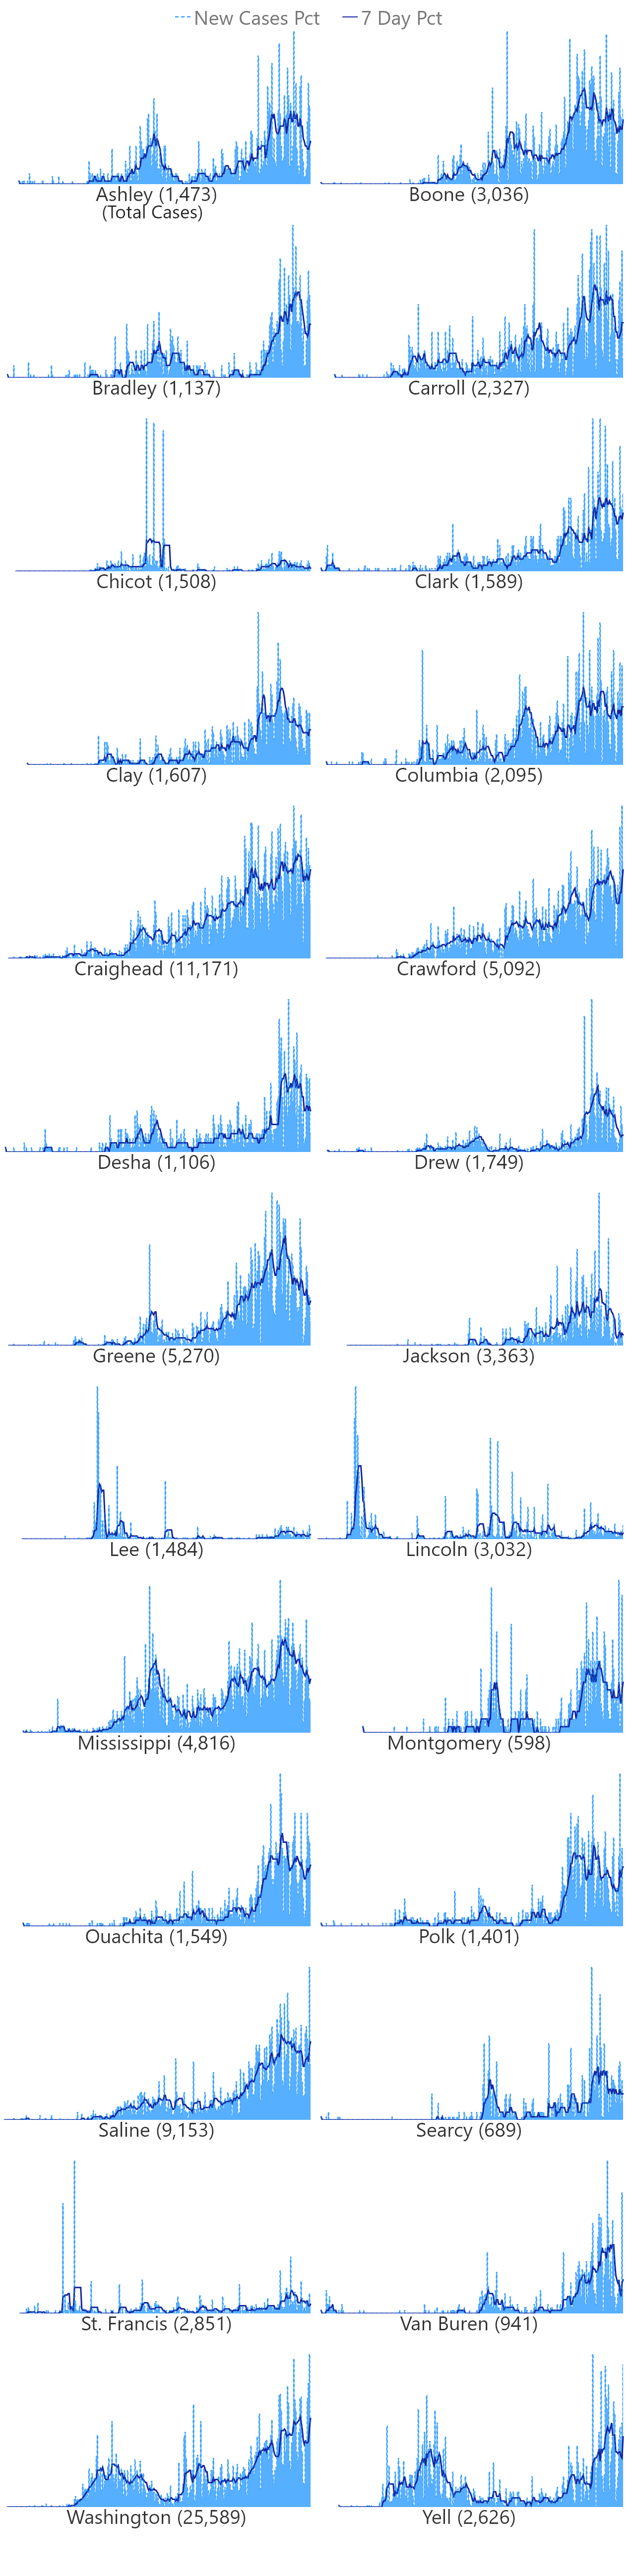 New Cases Pct 7 Day Pct
Ashley (1,473) Boone (3,036)
(Total Cases)
Bradley (1,137) Carroll (2,327)
Chicot (1,508) Clark (1,589)
Clay (1,607) Columbia (2,095)
Craighead (11,171) Crawford (5,092)
Desha (1,106) Drew (1,749)
Greene (5,270) Jackson (3,363)
Lee (1,484) Lincoln (3,032)
Mississippi (4,816) Montgomery (598)
Ouachita (1,549) Polk (1,401)
Saline (9,153) Searcy (689)
St. Francis (2,851) Van Buren (941)
Washington (25,589) Yell (2,626)